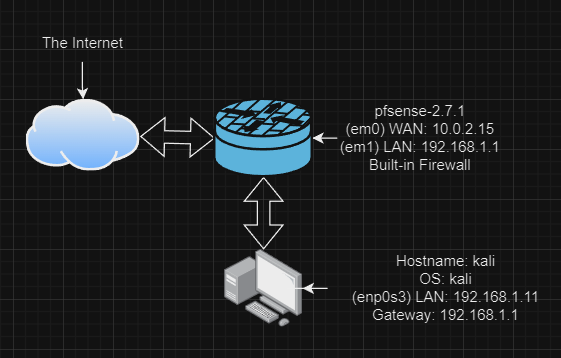 The Internet
pfsense-2.7.1
(em0) WAN: 10.0.2.15
(em1) LAN: 192.168.1.1
Built-in Firewall
Hostname: kali
OS: kali
(enp0s3) LAN: 192.168.1.11
Gateway: 192.168.1.1